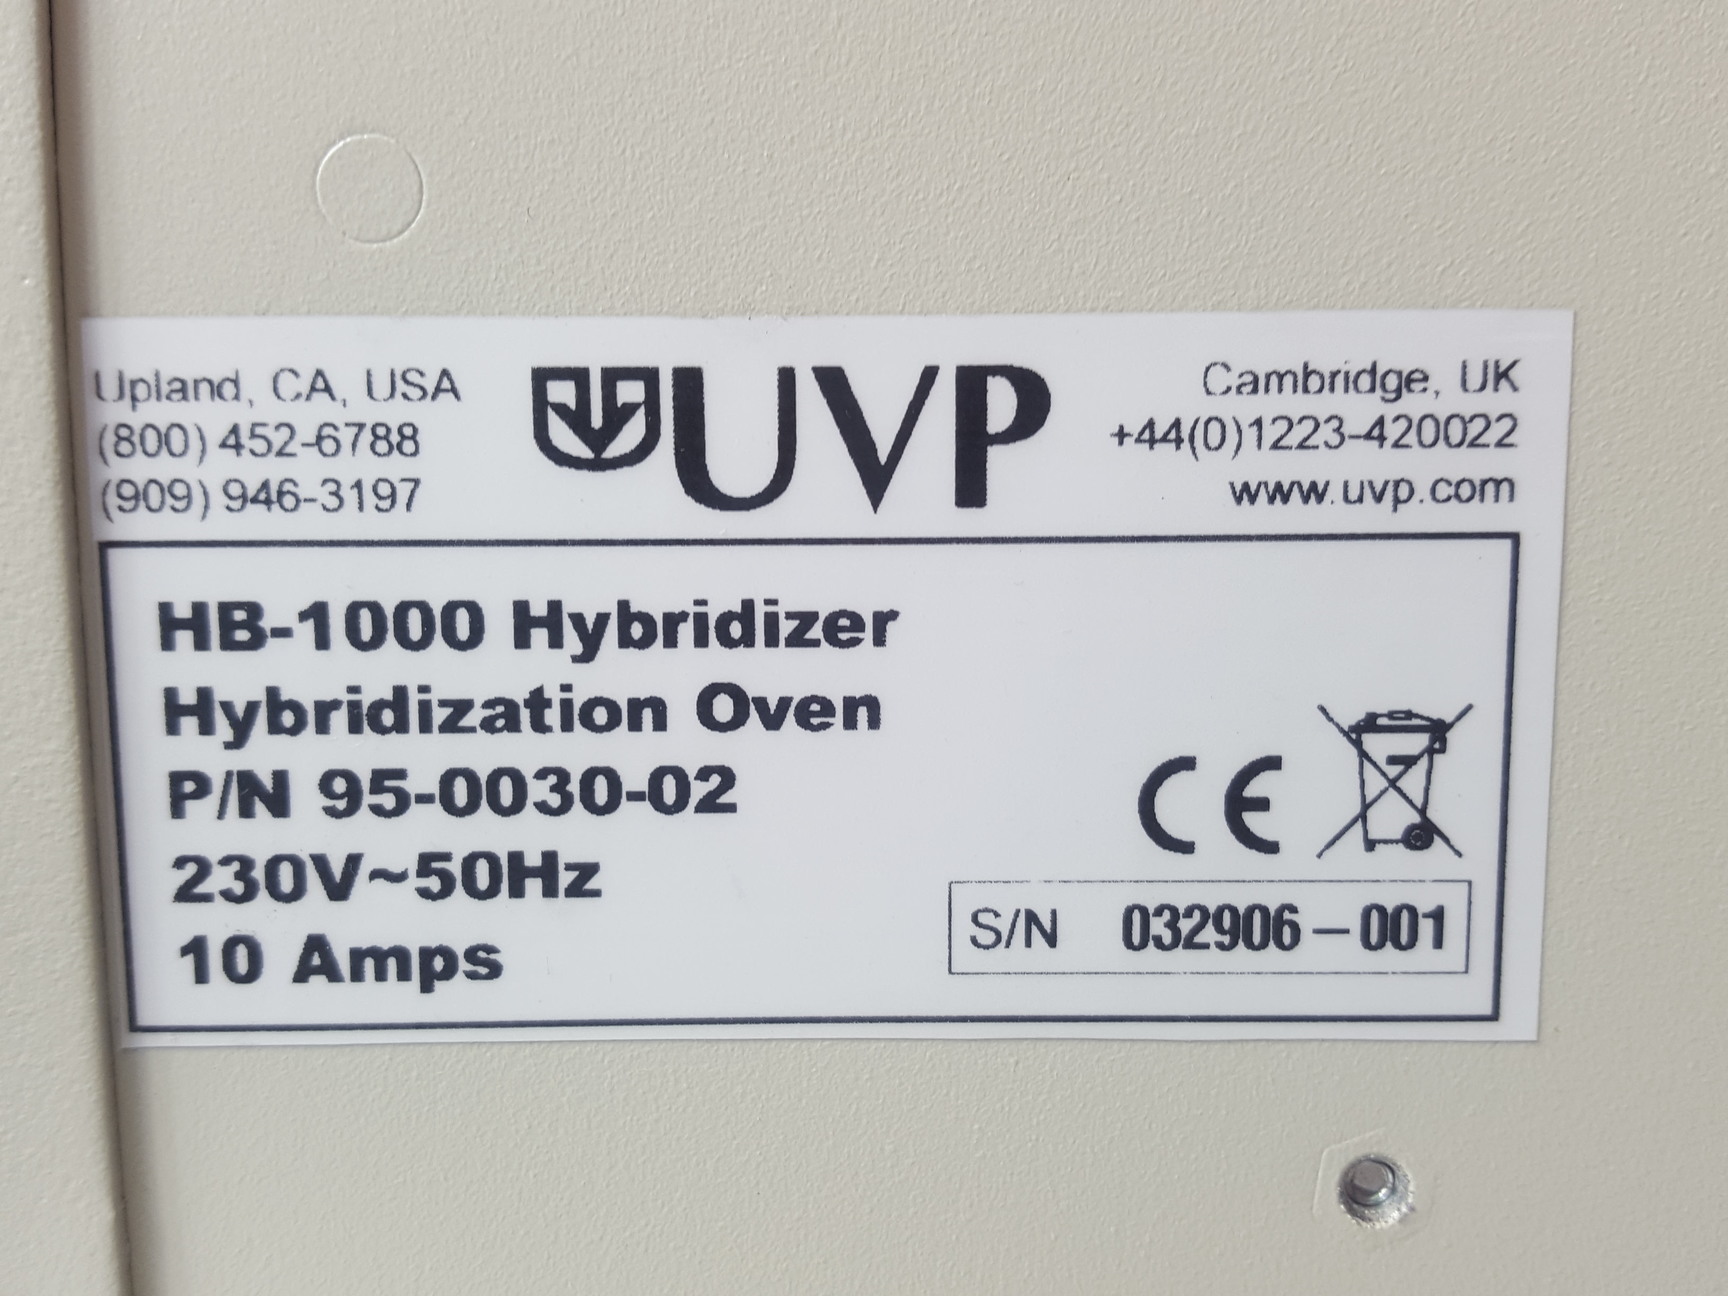 Upland, CA, USA
(800) 452-6788
(909) 946-3197
UVP
Cambridge, UK
+44(0)1223-420022
www.uvp.com
HB-1000 Hybridizer
Hybridization Oven
P/N 95-0030-02
230V~50Hz
10 Amps
CE
S/N 032906-001